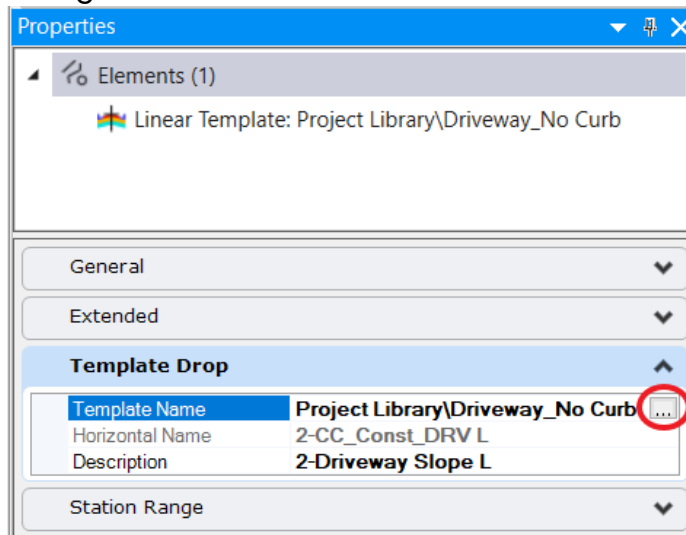 Properties
Elements (1)
Linear Template: Project Library\Driveway_No Curb
General
Extended
Template Drop
Template Name Project Library\Driveway_No Curb ...
Horizontal Name 2-CC_Const_DRV L
Description 2-Driveway Slope L
Station Range